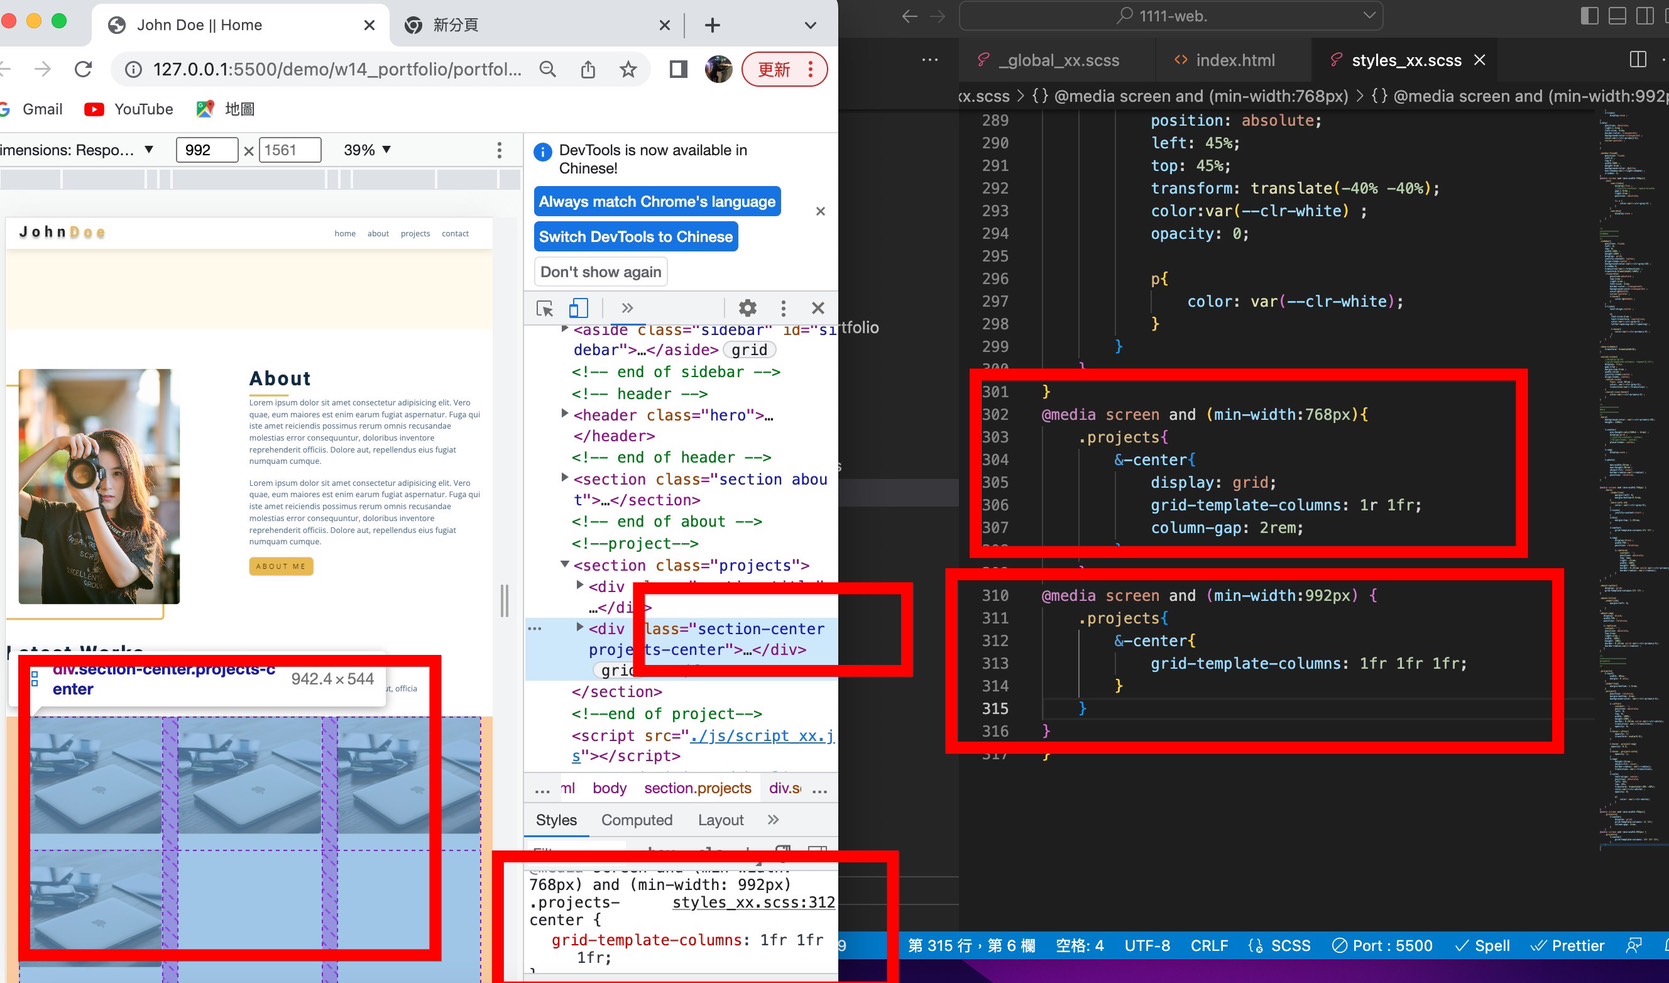 John Doe || Home
新分頁
127.0.0.1:5500/demo/w14_portfolio/portfol...
更新
Gmail
YouTube
地圖
imensions: Respo...
992
×
1561
39%
DevTools is now available in
Chinese!
Always match Chrome's language
Switch DevTools to Chinese
Don't show again
JohnDoe
home
about
projects
contact
About
Lorem ipsum dolor sit amet consectetur adipisicing elit. Vero
quae, eum maiores est enim earum fugiat aspernatur. Fuga qui
iste amet reiciendis possimus rerum omnis recusandae
molestias error consequuntur, doloribus inventore
reprehenderit officiis. Dolore aut, repellendus eius fugiat
numquam cumque.
Lorem ipsum dolor sit amet consectetur adipisicing elit. Vero
quae, eum maiores est enim earum fugiat aspernatur. Fuga qui
iste amet reiciendis possimus rerum omnis recusandae
molestias error consequuntur, doloribus inventore
reprehenderit officiis. Dolore aut, repellendus eius fugiat
numquam cumque.
ABOUT ME
Latest Works
div.section-center.projects-c
enter
942.4 × 544
ut, officia
<aside class="sidebar" id="si
debar">…</aside>
grid
<!-- end of sidebar -->
<!-- header -->
<header class="hero">…
</header>
<!-- end of header -->
<section class="section abou
t">…</section>
<!-- end of about -->
<!--project-->
<section class="projects">
<div
…</div>
<div class="section-center
projects-center">…</div>
grid
</section>
<!--end of project-->
<script src="./js/script_xx.j
s"></script>
...
ml
body
section.projects
div.s
...
Styles
Computed
Layout
768px) and (min-width: 992px)
.projects-
styles_xx.scss:312
center {
grid-template-columns: 1fr 1fr
1fr;
}
rtfolio
1111-web.
_global_xx.scss
index.html
styles_xx.scss
xx.scss > {} @media screen and (min-width:768px) > {} @media screen and (min-width:992p
289 position: absolute;
290 left: 45%;
291 top: 45%;
292 transform: translate(-40% -40%);
293 color:var(--clr-white) ;
294 opacity: 0;
295
296 p{
297 color: var(--clr-white);
298 }
299 }
300 }
301 }
302 @media screen and (min-width:768px){
303 .projects{
304 &-center{
305 display: grid;
306 grid-template-columns: 1r 1fr;
307 column-gap: 2rem;
310 @media screen and (min-width:992px) {
311 .projects{
312 &-center{
313 grid-template-columns: 1fr 1fr 1fr;
314 }
315 }
316 }
317 }
第 315 行，第 6 欄
空格: 4
UTF-8
CRLF
{} SCSS
Port : 5500
Spell
Prettier